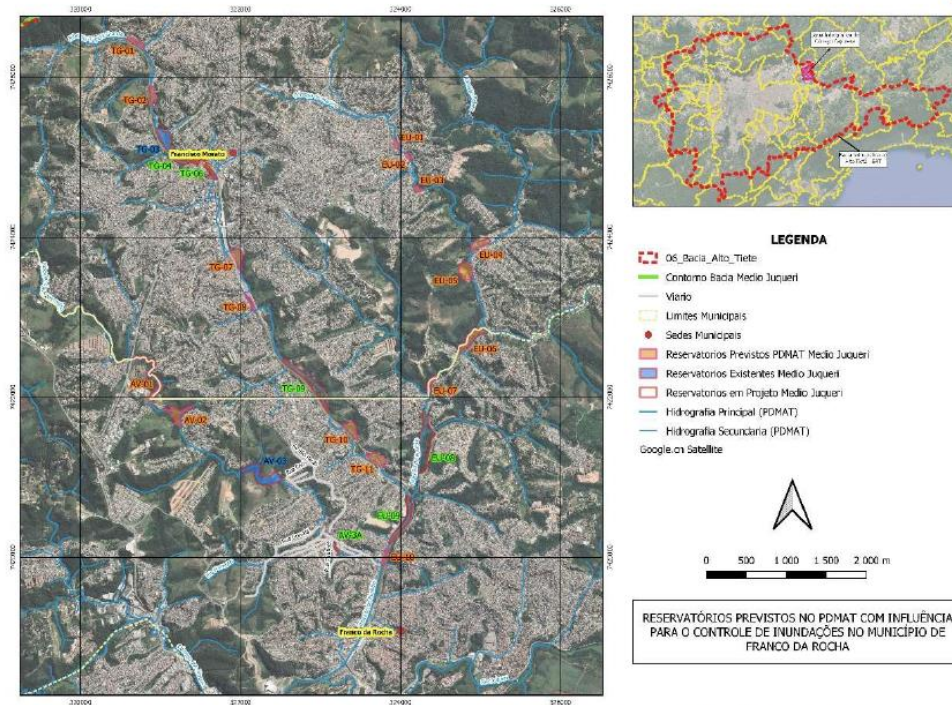 320000
322000
324000
326000
TG-01
TG-02
TG-03
Francisco Morato
TG-04
TG-06
EU-01
EU-02
EU-03
EU-04
EU-05
TG-07
TG-08
EU-06
AV-01
EU-07
TG-09
AV-02
TG-10
TG-11
AV-03
AV-3A
Franco da Rocha
7422000
LEGENDA
06_Bacia_Alto_Tiete
Contorno Bacia Medio Juqueri
Viario
Limites Municipais
Sedes Municipais
Reservatorios Previstos PDMAT Medio Juqueri
Reservatorios Existentes Medio Juqueri
Reservatorios em Projeto Medio Juqueri
Hidrografia Principal (PDMAT)
Hidrografia Secundaria (PDMAT)
Google.cn Satellite
0 500 1 000 1 500 2 000 m
RESERVATÓRIOS PREVISTOS NO PDMAT COM INFLUÊNCIA
PARA O CONTROLE DE INUNDAÇÕES NO MUNICÍPIO DE
FRANCO DA ROCHA